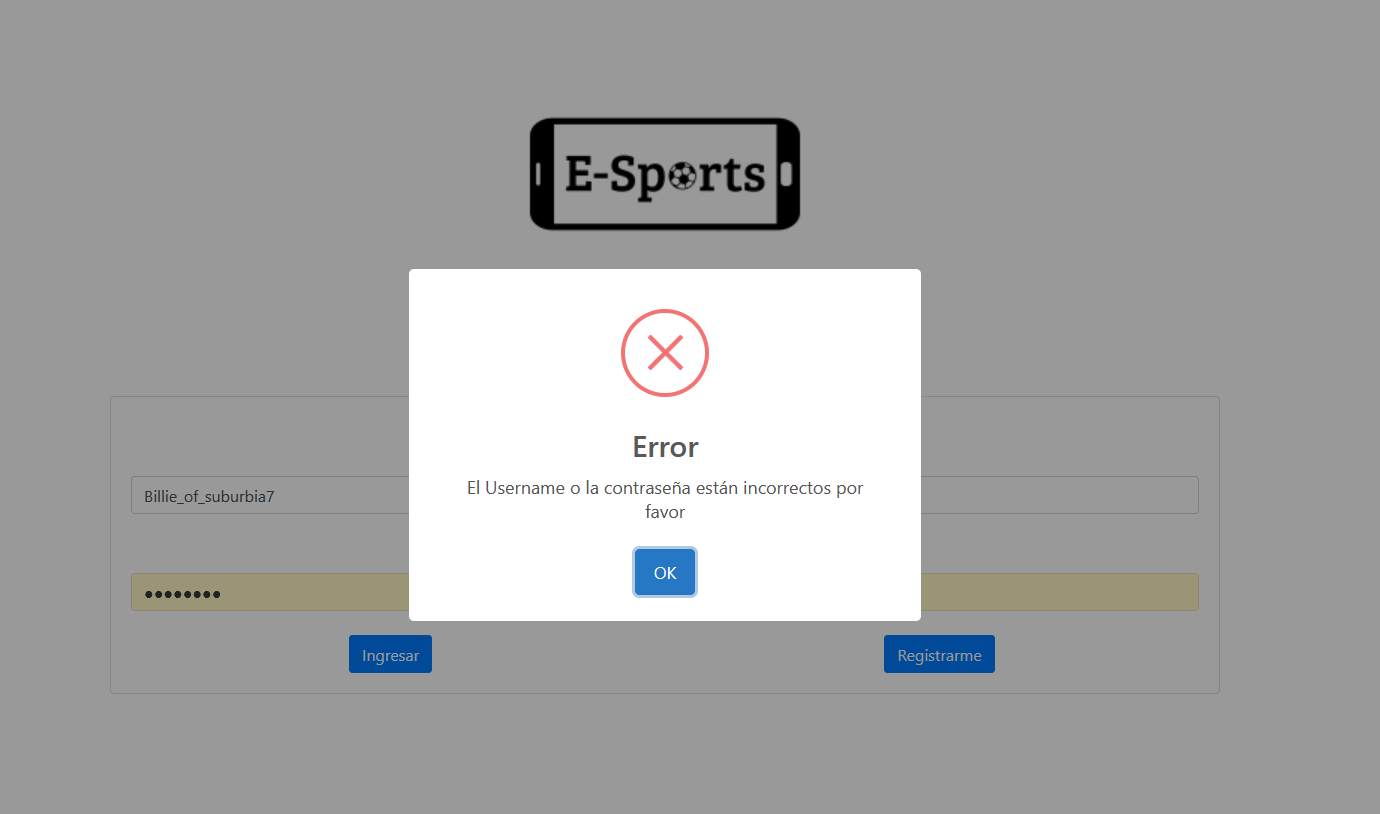 E-Sports
Error
El Username o la contraseña están incorrectos por
favor
OK
Billie_of_suburbia7
••••••••
Ingresar
Registrarme